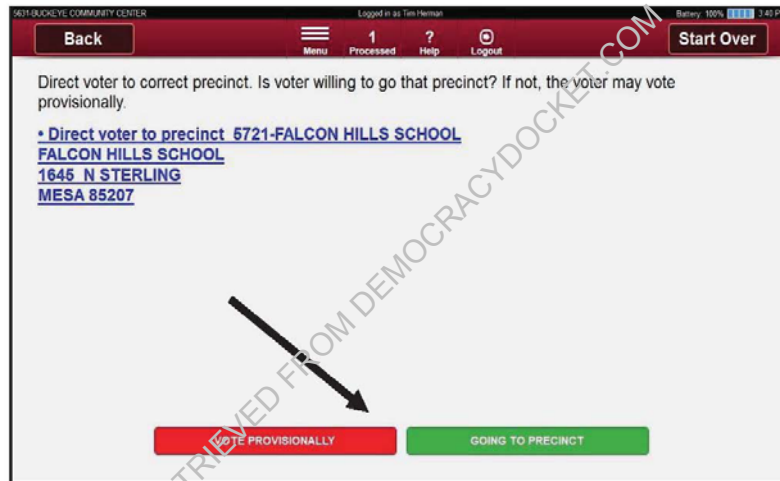 5631-BUCKEYE COMMUNITY CENTER Logged in as Tim Herman Battery: 100% 3:40 P
Back Menu 1 Processed ? Help Logout Start Over
Direct voter to correct precinct. Is voter willing to go that precinct? If not, the voter may vote
provisionally.
• Direct voter to precinct 5721-FALCON HILLS SCHOOL
FALCON HILLS SCHOOL
1645 N STERLING
MESA 85207
VOTE PROVISIONALLY GOING TO PRECINCT
TRIEVED FROM DEMOCRACYDOCKET.COM